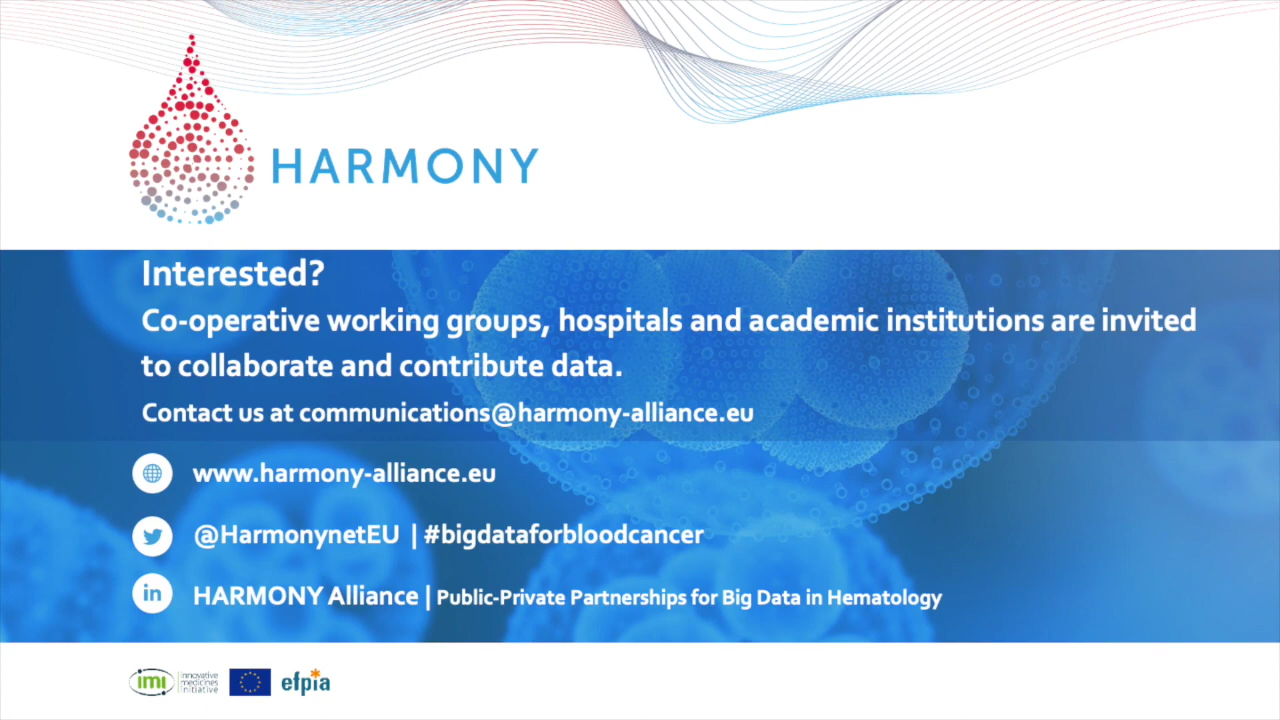 HARMONY
Interested?
Co-operative working groups, hospitals and academic institutions are invited
to collaborate and contribute data.
Contact us at communications@harmony-alliance.eu
www.harmony-alliance.eu
@HarmonynetEU | #bigdataforbloodcancer
in
HARMONY Alliance | Public-Private Partnerships for Big Data in Hematology
imi
innovative
medicines
initiative
efpia